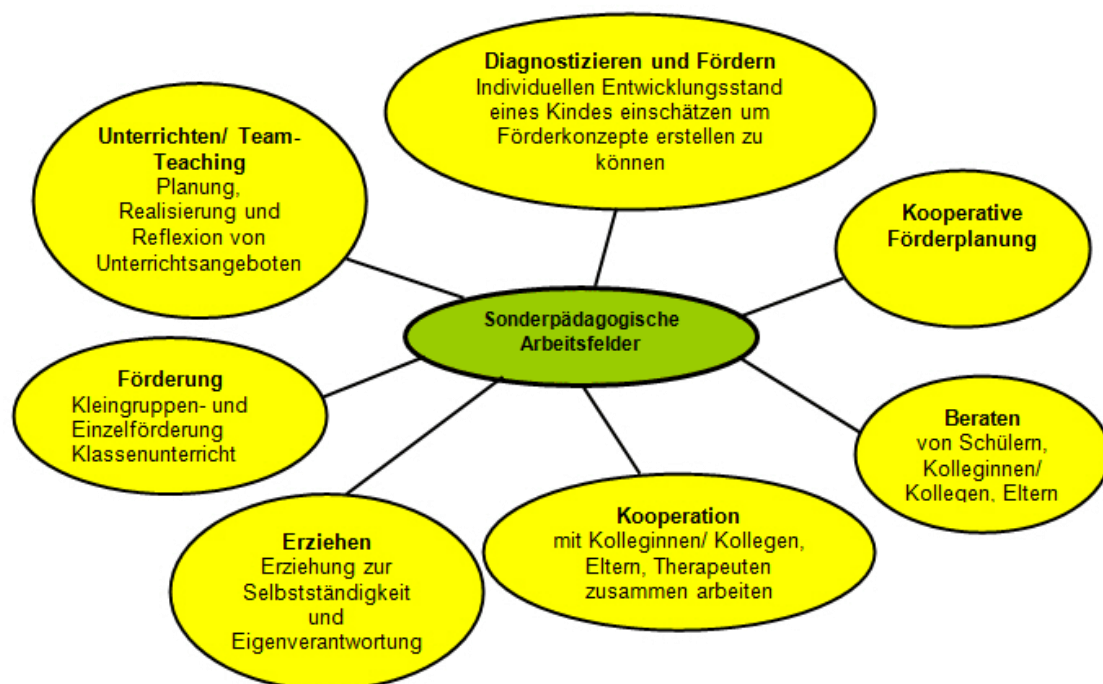 Diagnostizieren und Fördern
Individuellen Entwicklungsstand
eines Kindes einschätzen um
Förderkonzepte erstellen zu
können
Unterrichten/ Team-
Teaching
Planung,
Realisierung und
Reflexion von
Unterrichtsangeboten
Kooperative
Förderplanung
Sonderpädagogische
Arbeitsfelder
Förderung
Kleingruppen- und
Einzelförderung
Klassenunterricht
Beraten
von Schülern,
Kolleginnen/
Kollegen, Eltern
Kooperation
mit Kolleginnen/ Kollegen,
Eltern, Therapeuten
zusammen arbeiten
Erziehen
Erziehung zur
Selbstständigkeit
und
Eigenverantwortung